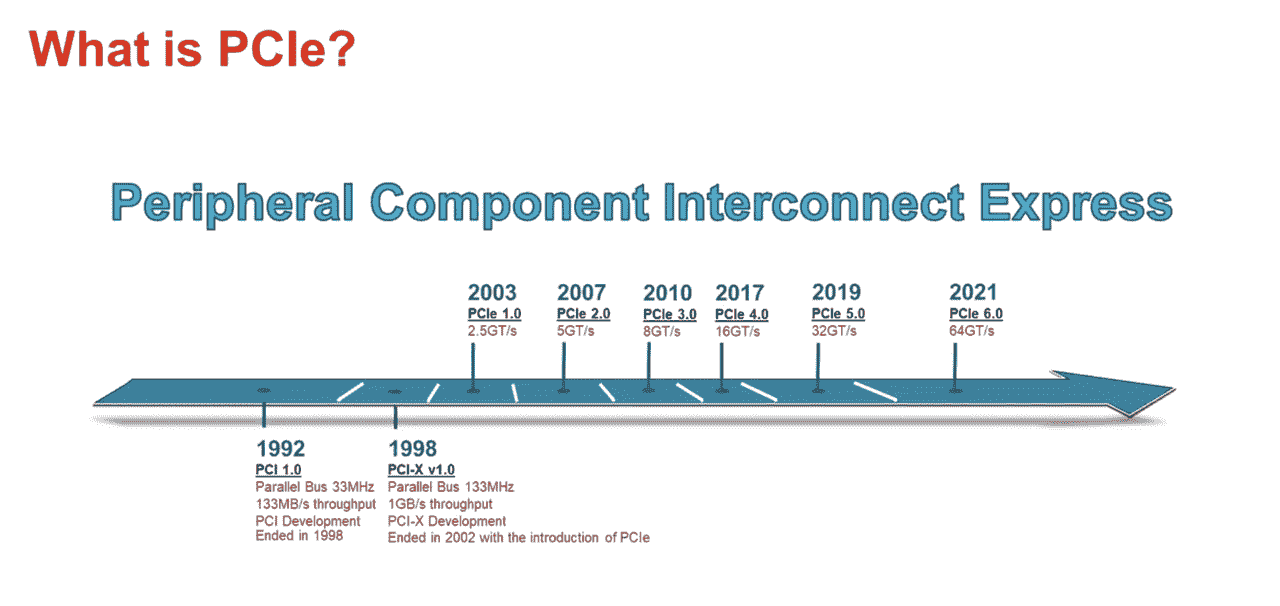 What is PCIe?
Peripheral Component Interconnect Express
2003
PCIe 1.0
2.5GT/s
2007
PCIe 2.0
5GT/s
2010
PCIe 3.0
8GT/s
2017
PCIe 4.0
16GT/s
2019
PCIe 5.0
32GT/s
2021
PCIe 6.0
64GT/s
1992
PCI 1.0
Parallel Bus 33MHz
133MB/s throughput
PCI Development
Ended in 1998
1998
PCI-X v1.0
Parallel Bus 133MHz
1GB/s throughput
PCI-X Development
Ended in 2002 with the introduction of PCIe